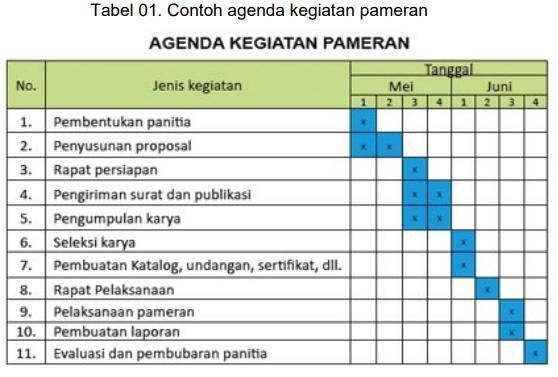 Tabel 01. Contoh agenda kegiatan pameran
AGENDA KEGIATAN PAMERAN
No. Jenis kegiatan Tanggal
Mei Juni
1 2 3 4 1 2 3 4
1. Pembentukan panitia x
2. Penyusunan proposal x x
3. Rapat persiapan x
4. Pengiriman surat dan publikasi x x
5. Pengumpulan karya x x
6. Seleksi karya x
7. Pembuatan Katalog, undangan, sertifikat, dll. x
8. Rapat Pelaksanaan x
9. Pelaksanaan pameran x
10. Pembuatan laporan x
11. Evaluasi dan pembubaran panitia x